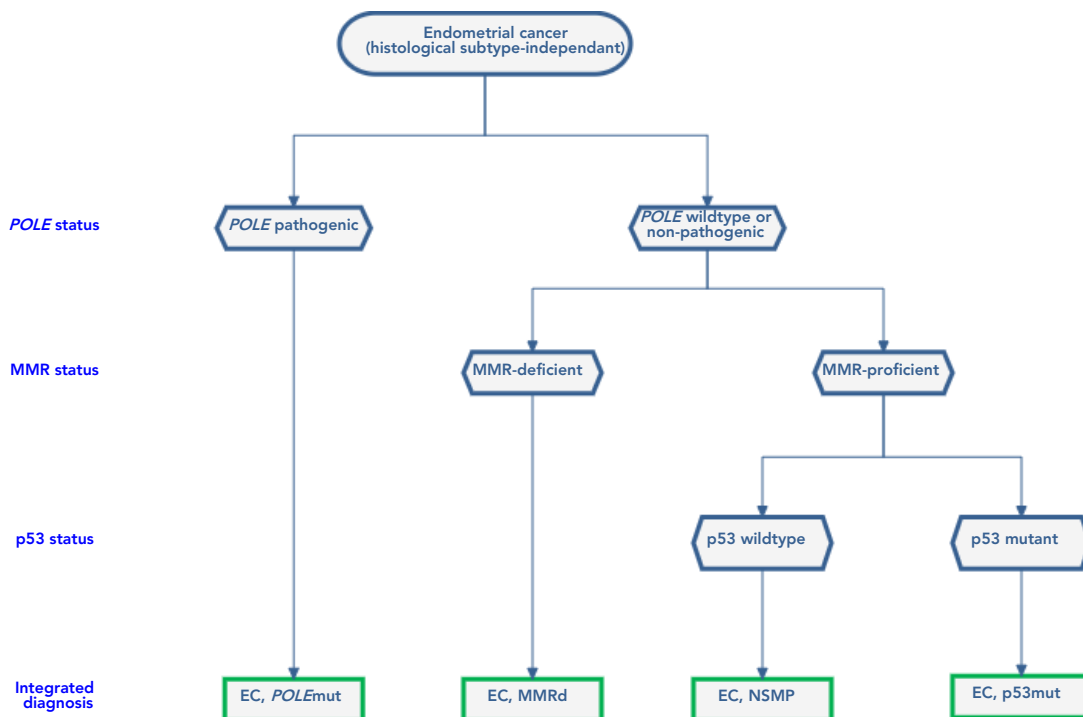 Endometrial cancer
(histological subtype-independant)
POLE status
POLE pathogenic
POLE wildtype or
non-pathogenic
MMR status
MMR-deficient
MMR-proficient
p53 status
p53 wildtype
p53 mutant
Integrated
diagnosis
EC, POLEmut
EC, MMRd
EC, NSMP
EC, p53mut